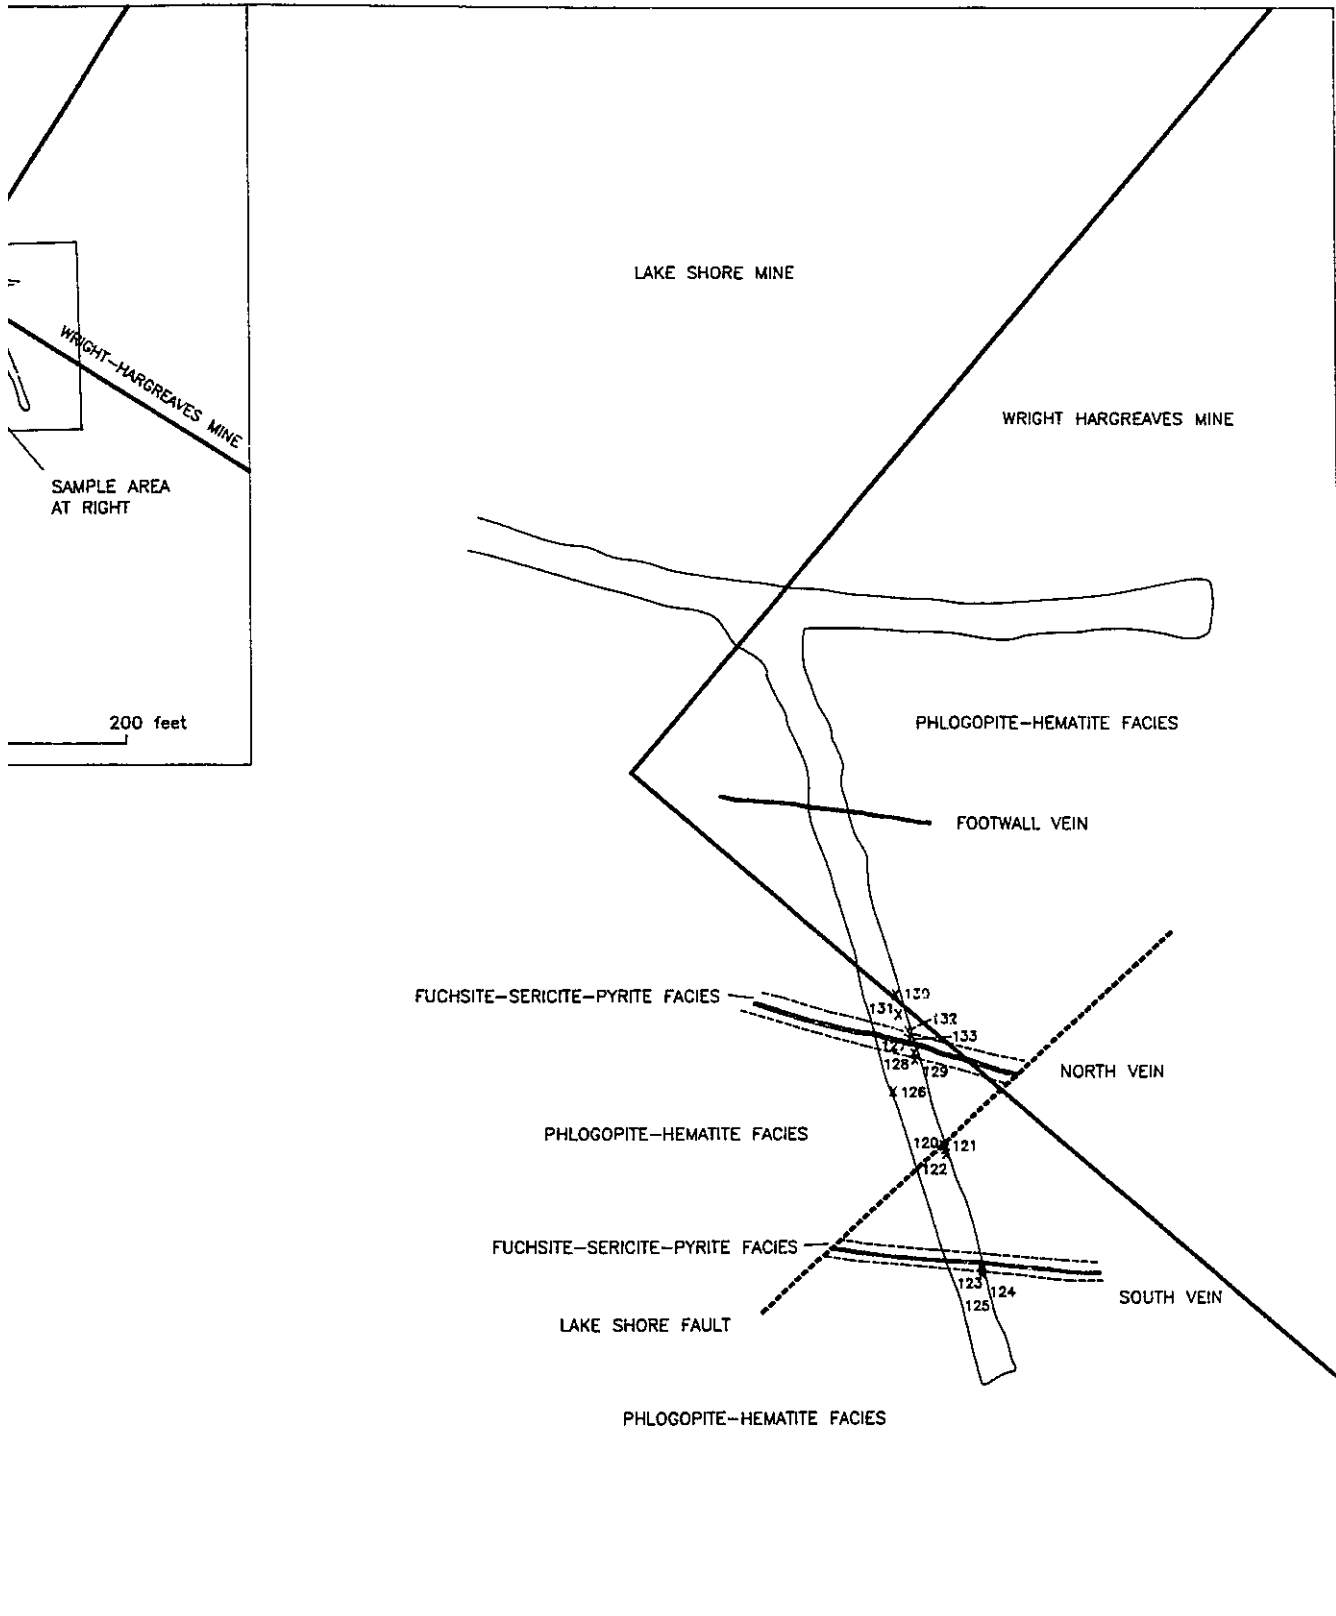 WRIGHT-HARGREAVES MINE
SAMPLE AREA
AT RIGHT
200 feet
LAKE SHORE MINE
WRIGHT HARGREAVES MINE
PHLOGOPITE-HEMATITE FACIES
FOOTWALL VEIN
FUCHSITE-SERICITE-PYRITE FACIES
130
131
132
133
127
128
129
NORTH VEIN
126
PHLOGOPITE-HEMATITE FACIES
120
121
122
FUCHSITE-SERICITE-PYRITE FACIES
123
124
125
SOUTH VEIN
LAKE SHORE FAULT
PHLOGOPITE-HEMATITE FACIES